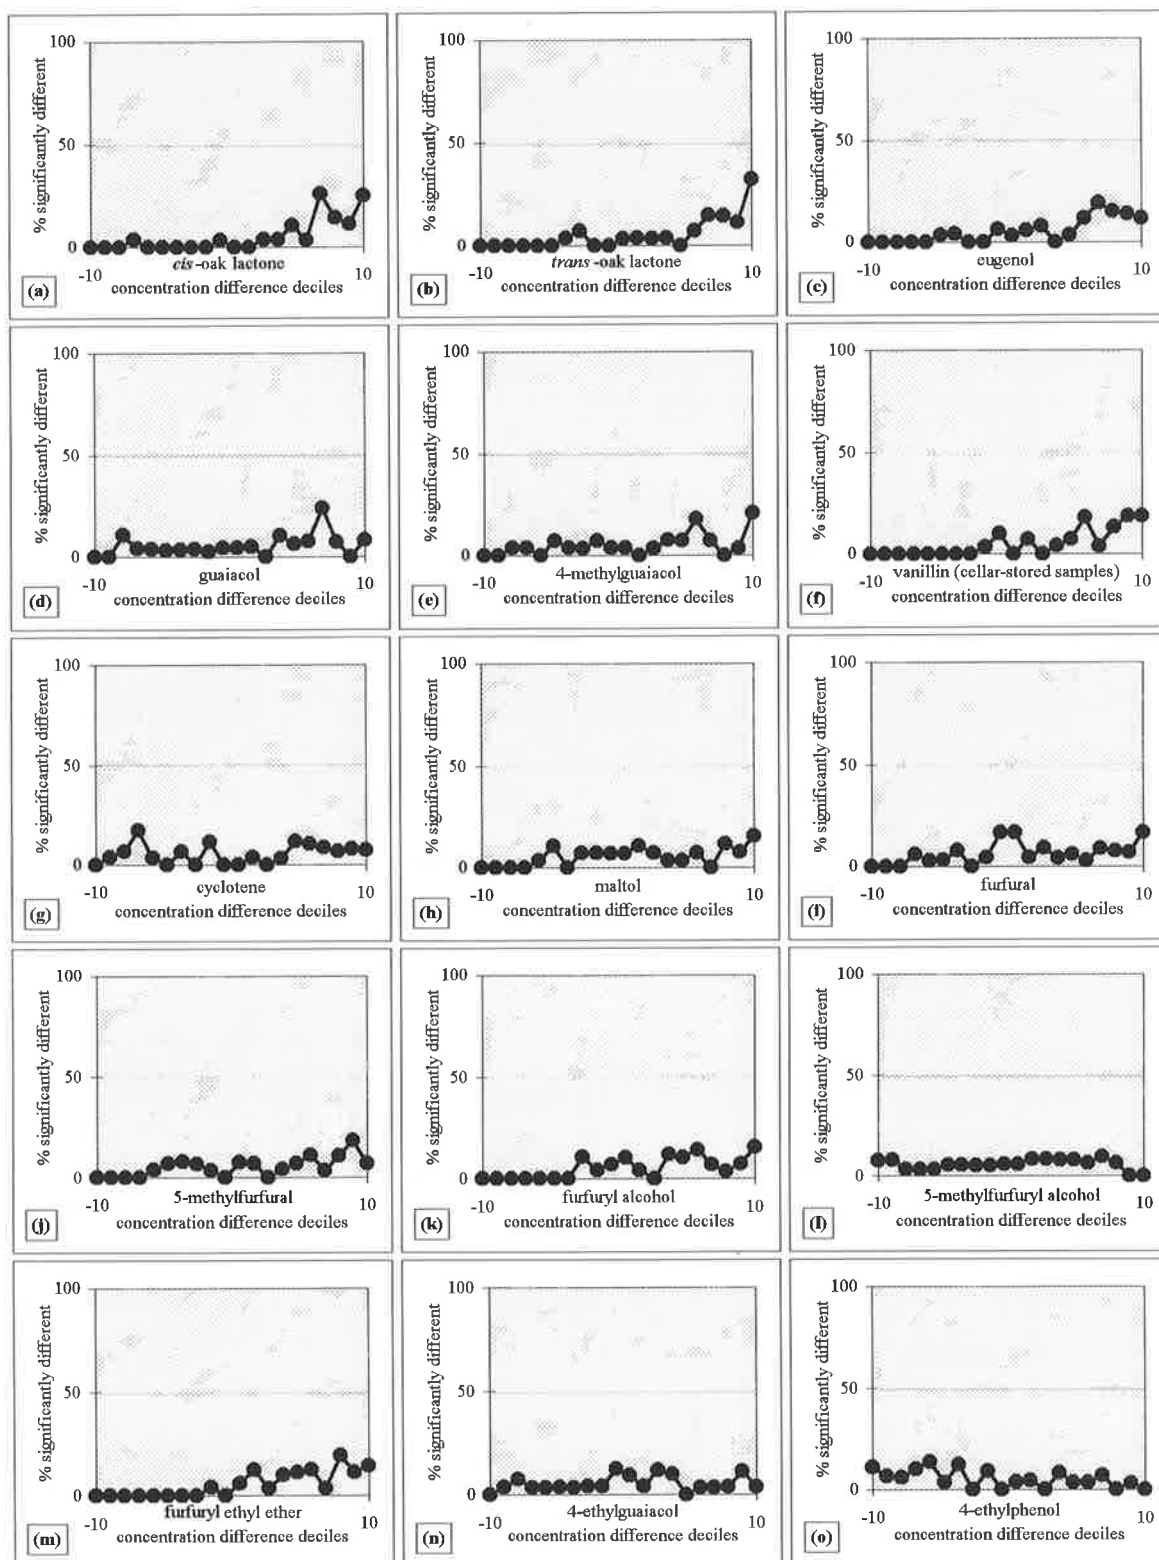 % significantly different
100
50
0
-10
10
cis-oak lactone
concentration difference deciles
(a)
% significantly different
100
50
0
-10
10
trans-oak lactone
concentration difference deciles
(b)
% significantly different
100
50
0
-10
10
eugenol
concentration difference deciles
(c)
% significantly different
100
50
0
-10
10
guaiacol
concentration difference deciles
(d)
% significantly different
100
50
0
-10
10
4-methylguaiacol
concentration difference deciles
(e)
% significantly different
100
50
0
-10
10
vanillin (cellar-stored samples)
concentration difference deciles
(f)
% significantly different
100
50
0
-10
10
cyclotene
concentration difference deciles
(g)
% significantly different
100
50
0
-10
10
maltol
concentration difference deciles
(h)
% significantly different
100
50
0
-10
10
furfural
concentration difference deciles
(i)
% significantly different
100
50
0
-10
10
5-methylfurfural
concentration difference deciles
(j)
% significantly different
100
50
0
-10
10
furfuryl alcohol
concentration difference deciles
(k)
% significantly different
100
50
0
-10
10
5-methylfurfuryl alcohol
concentration difference deciles
(l)
% significantly different
100
50
0
-10
10
furfuryl ethyl ether
concentration difference deciles
(m)
% significantly different
100
50
0
-10
10
4-ethylguaiacol
concentration difference deciles
(n)
% significantly different
100
50
0
-10
10
4-ethylphenol
concentration difference deciles
(o)